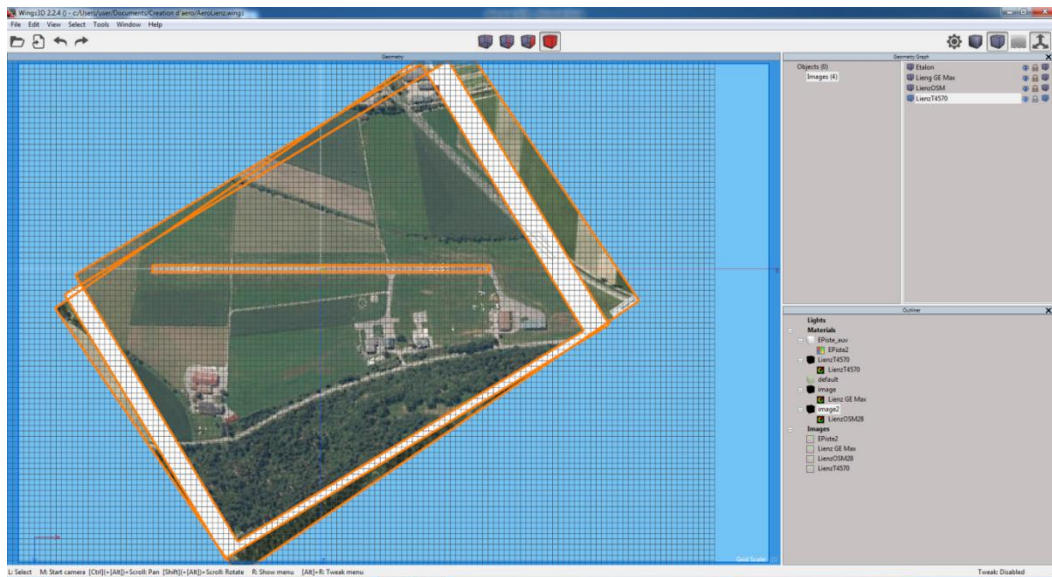 Wings3D 2.2.4 () - c:/Users/user/Documents/Creation d'aero/AeroLienz.wings
File Edit View Select Tools Window Help
Geometry
Geometry Graph
Objects (0)
Images (4)
Etalon
Lieng GE Max
LienzOSM
LienzT4570
Outliner
Lights
Materials
EPiste_auv
EPiste2
LienzT4570
LienzT4570
default
image
Lienz GE Max
image2
LienzOSM28
Images
EPiste2
Lienz GE Max
LienzOSM28
LienzT4570
L: Select M: Start camera [Ctrl](+[Alt])+Scroll: Pan [Shift](+[Alt])+Scroll: Rotate R: Show menu [Alt]+R: Tweak menu
Tweak: Disabled